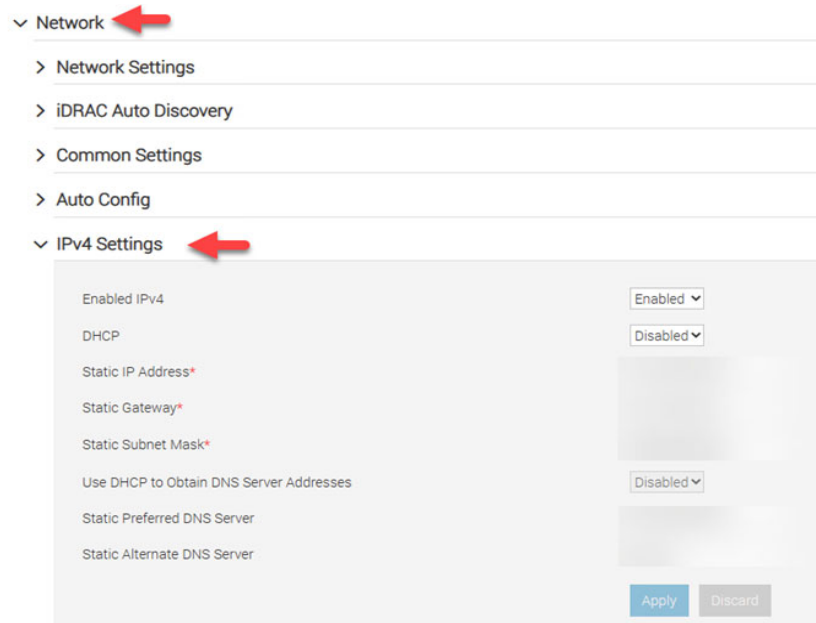 Network
Network Settings
iDRAC Auto Discovery
Common Settings
Auto Config
IPv4 Settings
Enabled IPv4 Enabled
DHCP Disabled
Static IP Address*
Static Gateway*
Static Subnet Mask*
Use DHCP to Obtain DNS Server Addresses Disabled
Static Preferred DNS Server
Static Alternate DNS Server
Apply Discard